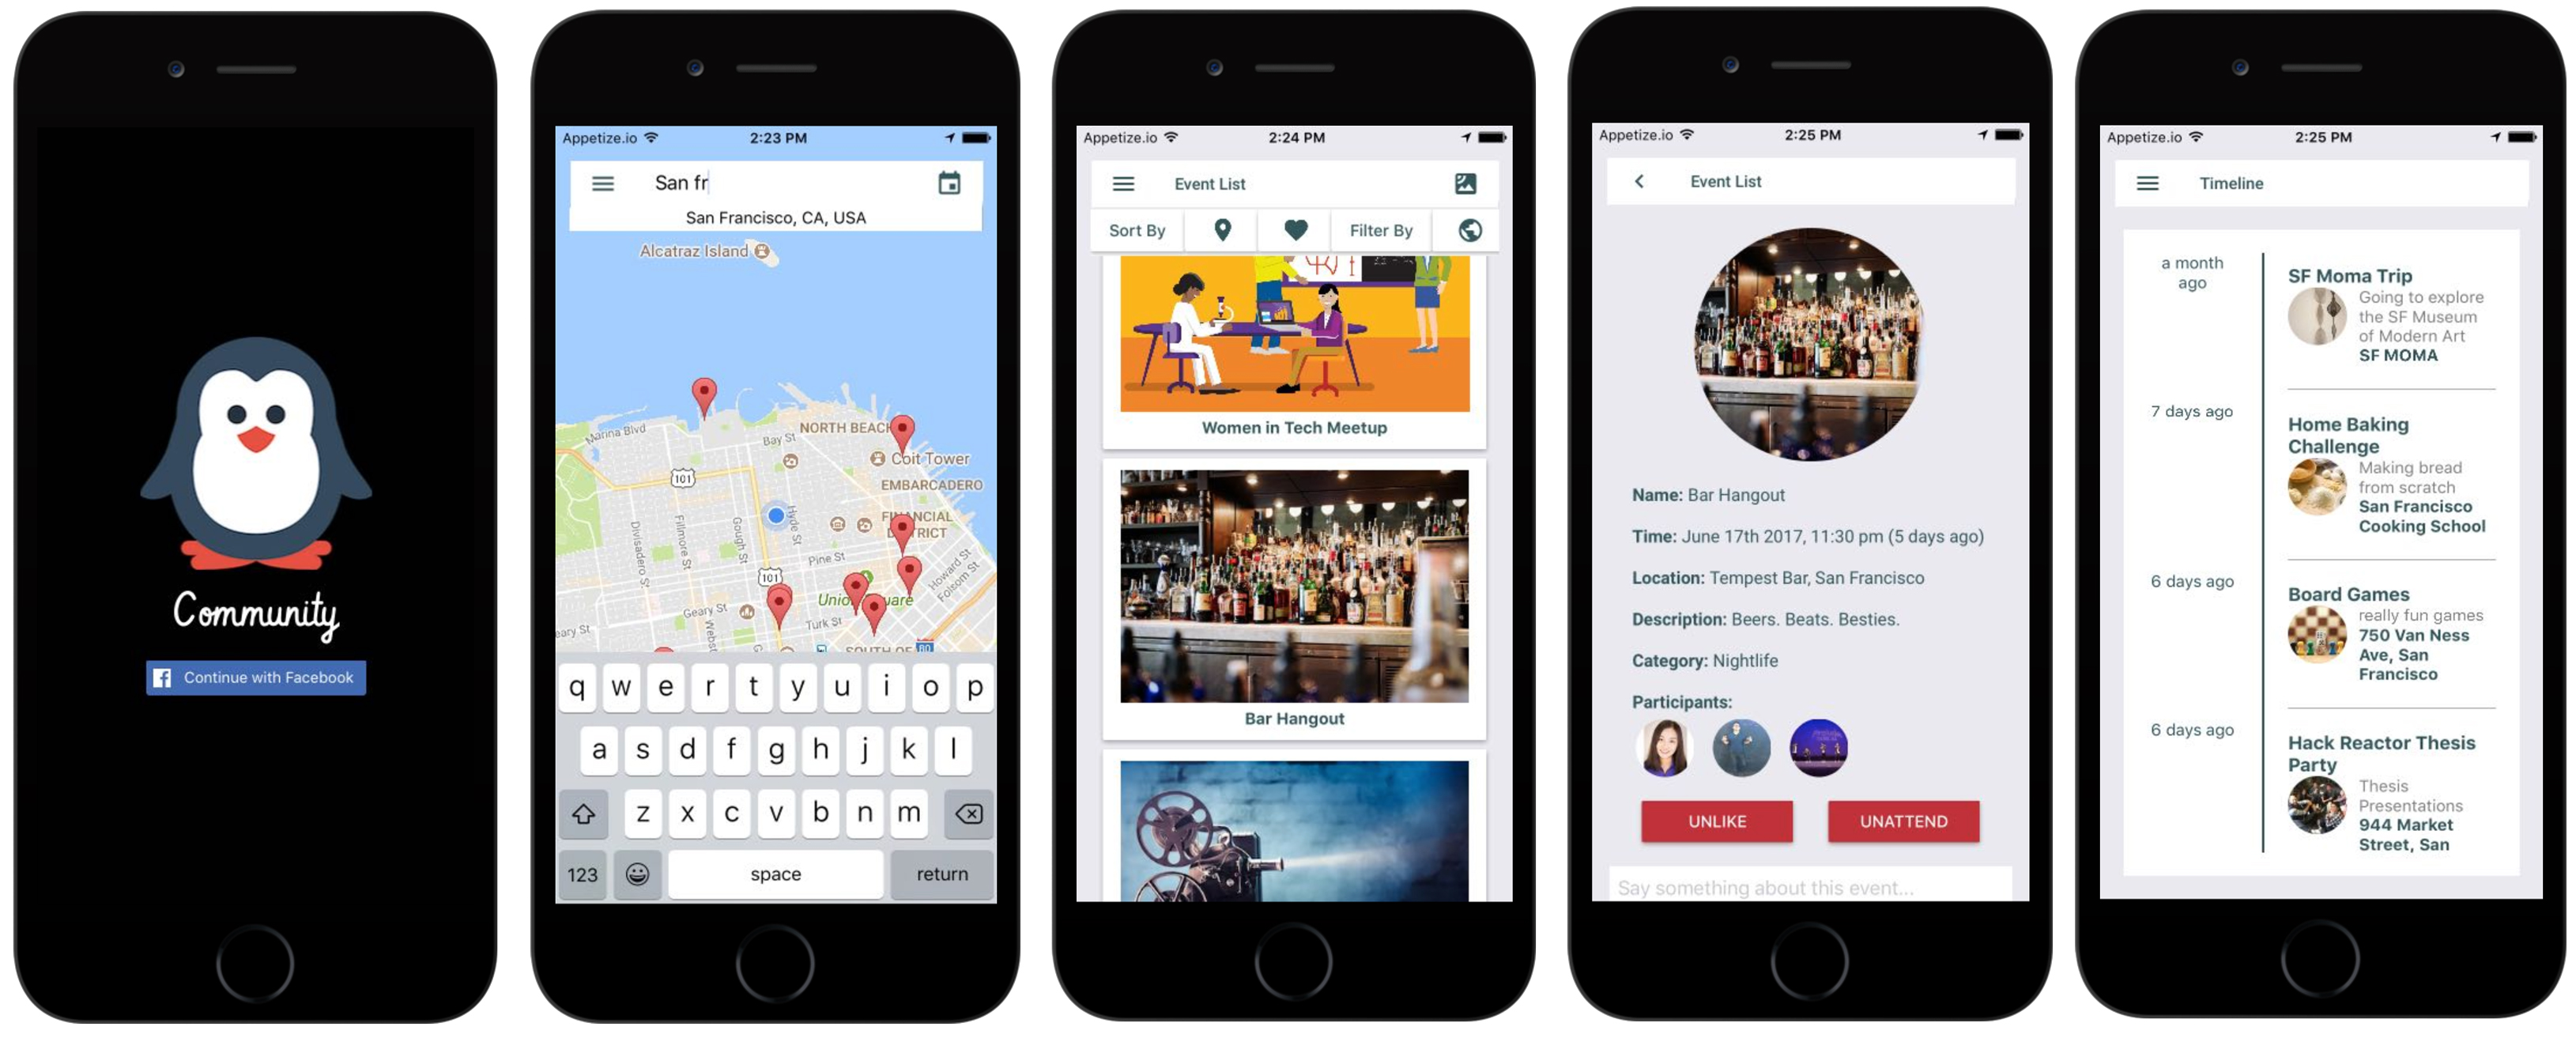 Community
Continue with Facebook
Appetize.io 2:23 PM
San fr
San Francisco, CA, USA
Alcatraz Island
Marina Blvd
Bay St
NORTH BEACH
Coit Tower
EMBARCADERO
101
Divisadero St
Fillmore St
Gough St
Hyde St
FINANCIAL
DISTRICT
Pine St
101
Howard St
Folsom St
Union Square
Geary St
Turk St
eary St
Webst
SOUTH OF
80
q w e r t y u i o p
a s d f g h j k l
z x c v b n m
123 space return
Appetize.io 2:24 PM
Event List
Sort By Filter By
Women in Tech Meetup
Bar Hangout
Appetize.io 2:25 PM
Event List
Name: Bar Hangout
Time: June 17th 2017, 11:30 pm (5 days ago)
Location: Tempest Bar, San Francisco
Description: Beers. Beats. Besties.
Category: Nightlife
Participants:
UNLIKE UNATTEND
Say something about this event...
Appetize.io 2:25 PM
Timeline
a month
ago
SF Moma Trip
Going to explore
the SF Museum
of Modern Art
SF MOMA
7 days ago
Home Baking
Challenge
Making bread
from scratch
San Francisco
Cooking School
6 days ago
Board Games
really fun games
750 Van Ness
Ave, San
Francisco
6 days ago
Hack Reactor Thesis
Party
Thesis
Presentations
944 Market
Street, San